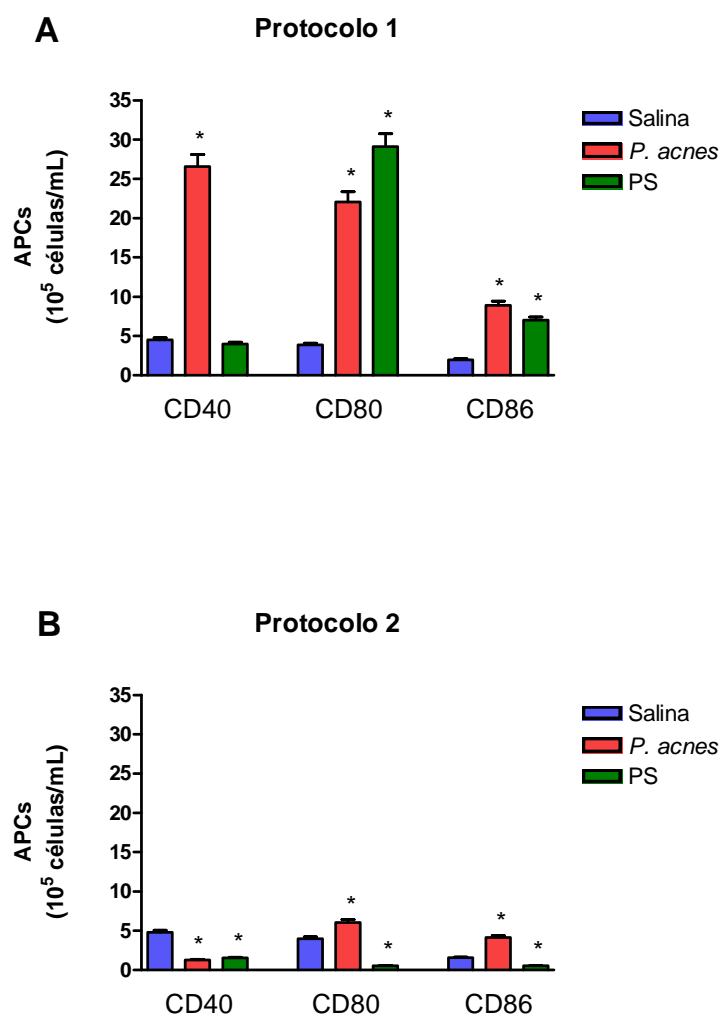 A
Protocolo 1
APCs
(10⁵ células/mL)
35
30
25
20
15
10
5
0
*
*
*
*
*
CD40
CD80
CD86
Salina
P. acnes
PS
B
Protocolo 2
APCs
(10⁵ células/mL)
35
30
25
20
15
10
5
0
*
*
*
*
*
*
CD40
CD80
CD86
Salina
P. acnes
PS